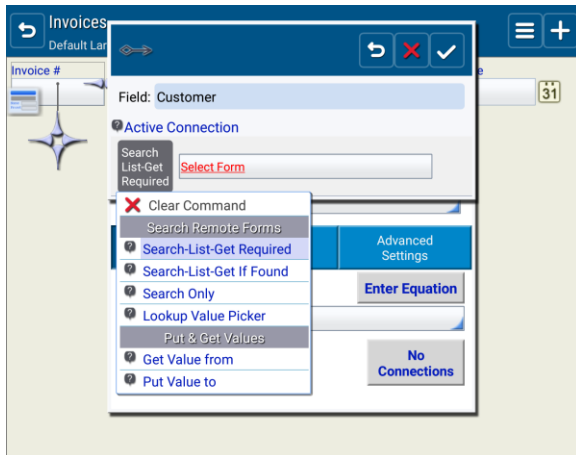 Invoices
Default Lar
Invoice #
e
31
Field: Customer
Active Connection
Search
List-Get
Required
Select Form
Clear Command
Search Remote Forms
Search-List-Get Required
Search-List-Get If Found
Search Only
Lookup Value Picker
Put & Get Values
Get Value from
Put Value to
Advanced
Settings
Enter Equation
No
Connections